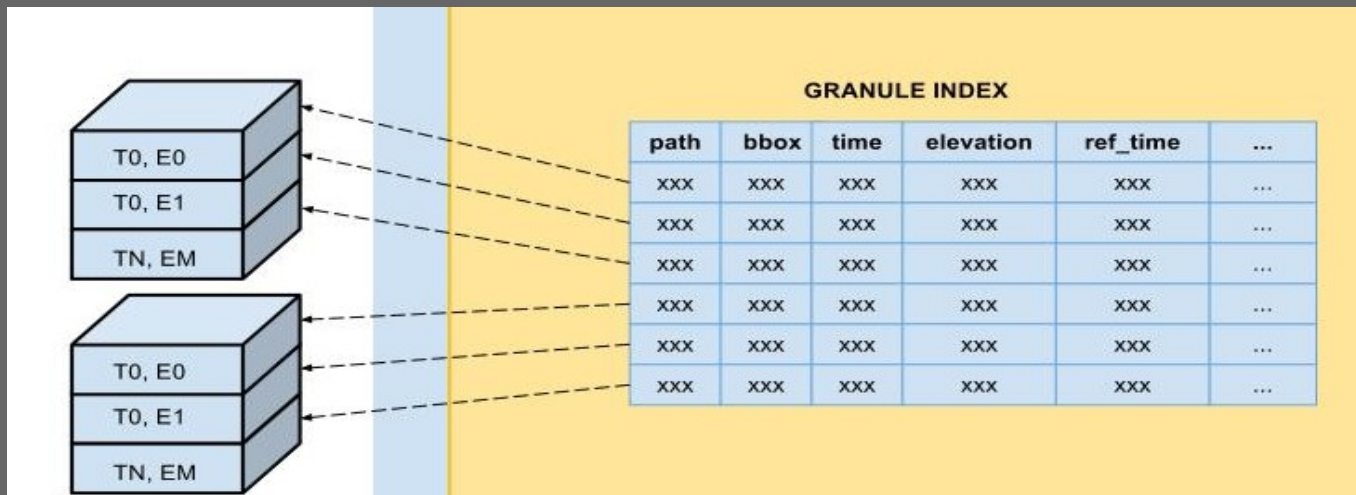 T0, E0
T0, E1
TN, EM
T0, E0
T0, E1
TN, EM
GRANULE INDEX
path bbox time elevation ref_time ...
xxx xxx xxx xxx xxx ...
xxx xxx xxx xxx xxx ...
xxx xxx xxx xxx xxx ...
xxx xxx xxx xxx xxx ...
xxx xxx xxx xxx xxx ...
xxx xxx xxx xxx xxx ...